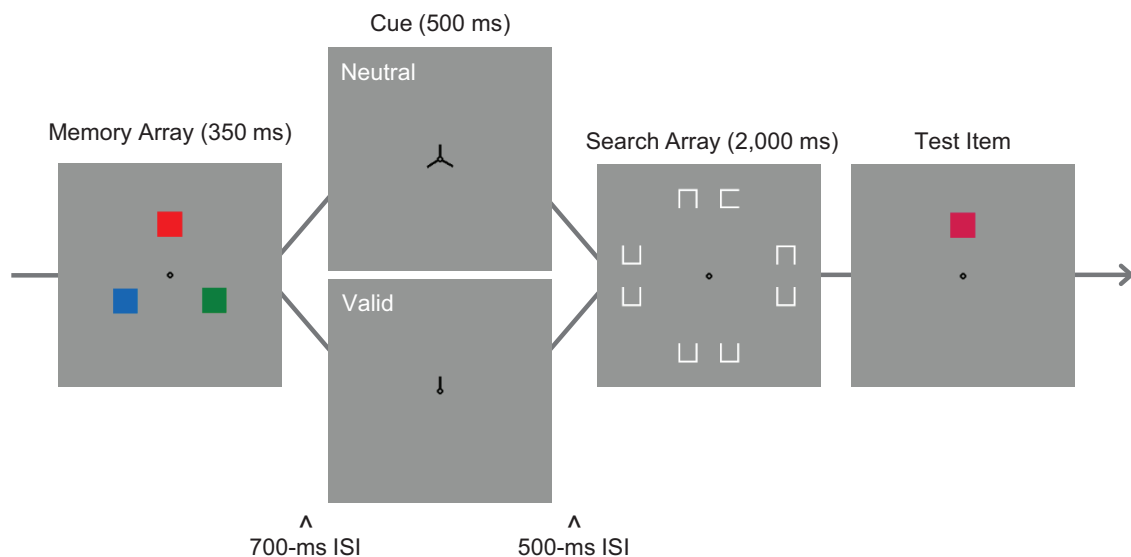 Cue (500 ms)
Neutral
Memory Array (350 ms)
Search Array (2,000 ms)
Test Item
Valid
^
^
700-ms ISI
500-ms ISI